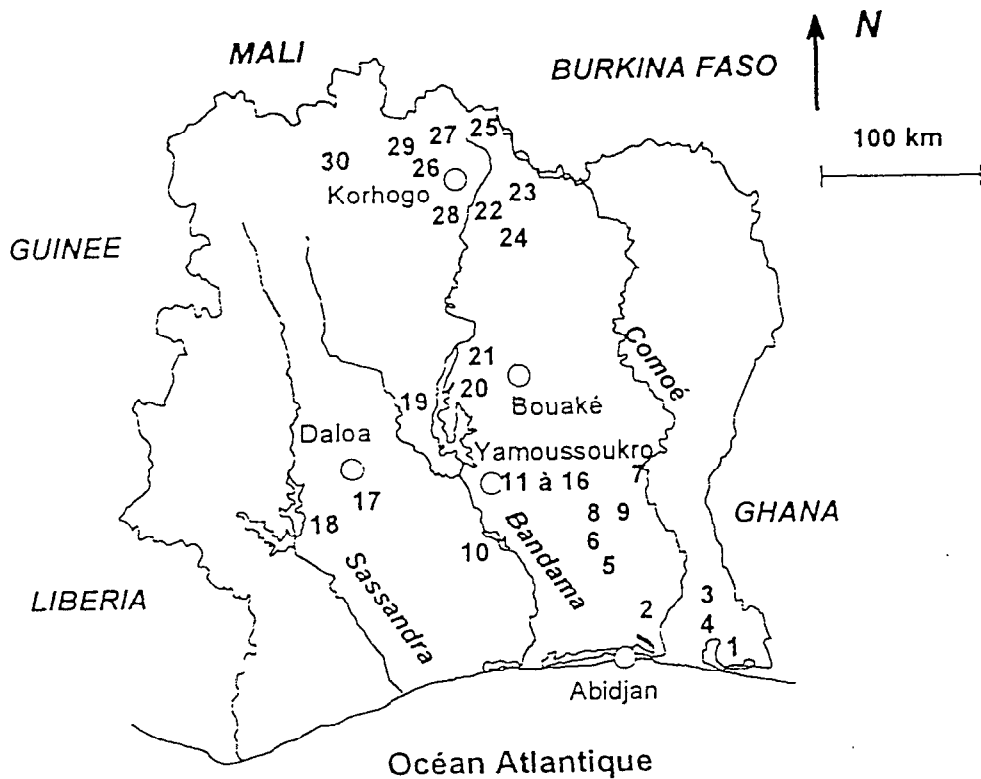 N
MALI
BURKINA FASO
100 km
25
27
29
30
26
Korhogo
23
22
28
24
GUINEE
Comoé
21
20
19
Bouaké
Daloa
Yamoussoukro
7
11 à 16
17
18
8 9
GHANA
Bandama
10
6
5
Sassandra
LIBERIA
3
2
4
1
Abidjan
Océan Atlantique